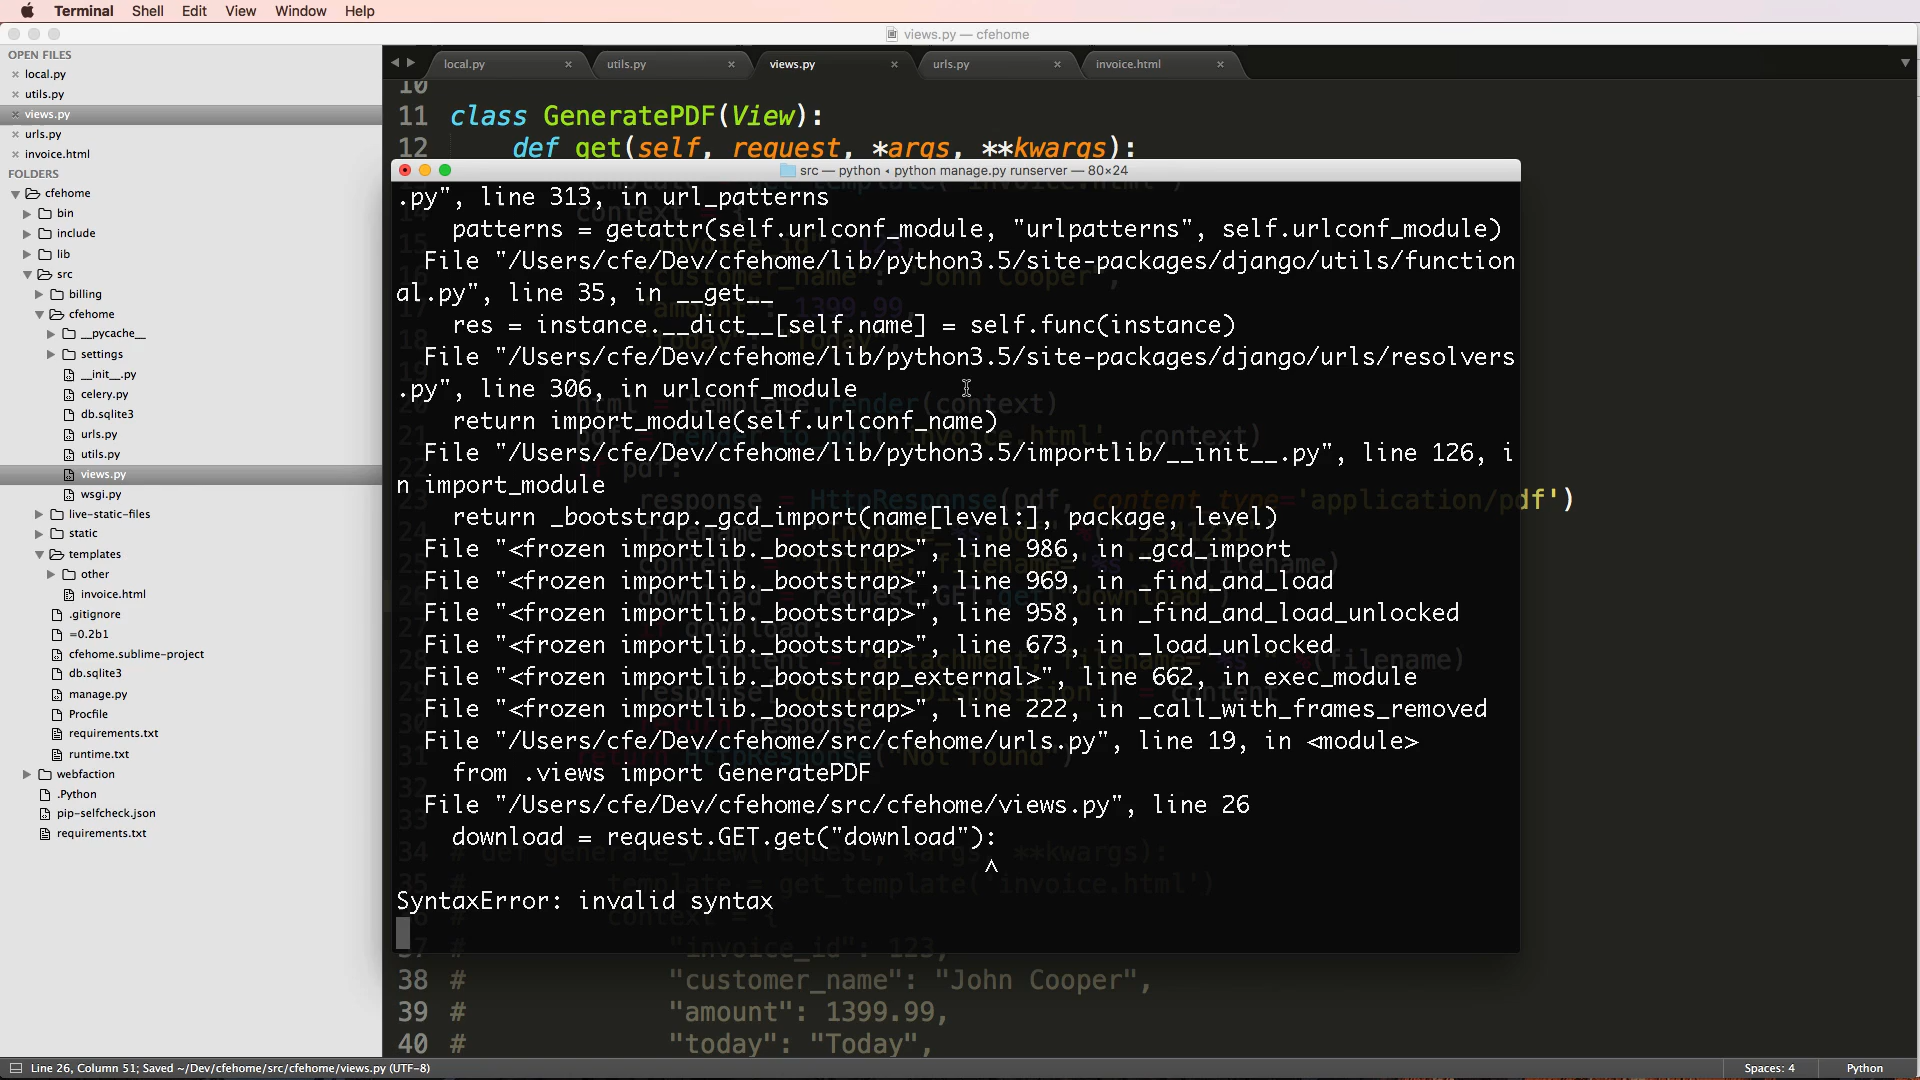 Terminal Shell Edit View Window Help
views.py — cfehome
OPEN FILES
local.py
utils.py
views.py
urls.py
invoice.html
FOLDERS
cfehome
bin
include
lib
src
billing
cfehome
__pycache__
settings
__init__.py
celery.py
db.sqlite3
urls.py
utils.py
views.py
wsgi.py
live-static-files
static
templates
other
invoice.html
.gitignore
=0.2b1
cfehome.sublime-project
db.sqlite3
manage.py
Procfile
requirements.txt
runtime.txt
webfaction
.Python
pip-selfcheck.json
requirements.txt
local.py utils.py views.py urls.py invoice.html
10
11 class GeneratePDF(View):
12 def get(self, request, *args, **kwargs):
src — python ◂ python manage.py runserver — 80×24
.py", line 313, in url_patterns
patterns = getattr(self.urlconf_module, "urlpatterns", self.urlconf_module)
File "/Users/cfe/Dev/cfehome/lib/python3.5/site-packages/django/utils/function
al.py", line 35, in __get__
res = instance.__dict__[self.name] = self.func(instance)
File "/Users/cfe/Dev/cfehome/lib/python3.5/site-packages/django/urls/resolvers
.py", line 306, in urlconf_module
return import_module(self.urlconf_name)
File "/Users/cfe/Dev/cfehome/lib/python3.5/importlib/__init__.py", line 126, i
n import_module
return _bootstrap._gcd_import(name[level:], package, level)
File "<frozen importlib._bootstrap>", line 986, in _gcd_import
File "<frozen importlib._bootstrap>", line 969, in _find_and_load
File "<frozen importlib._bootstrap>", line 958, in _find_and_load_unlocked
File "<frozen importlib._bootstrap>", line 673, in _load_unlocked
File "<frozen importlib._bootstrap_external>", line 662, in exec_module
File "<frozen importlib._bootstrap>", line 222, in _call_with_frames_removed
File "/Users/cfe/Dev/cfehome/src/cfehome/urls.py", line 19, in <module>
from .views import GeneratePDF
File "/Users/cfe/Dev/cfehome/src/cfehome/views.py", line 26
download = request.GET.get("download"):
^
SyntaxError: invalid syntax
"invoice_id": 123,
38 # "customer_name": "John Cooper",
39 # "amount": 1399.99,
40 # "today": "Today",
Line 26, Column 51; Saved ~/Dev/cfehome/src/cfehome/views.py (UTF-8) Spaces: 4 Python